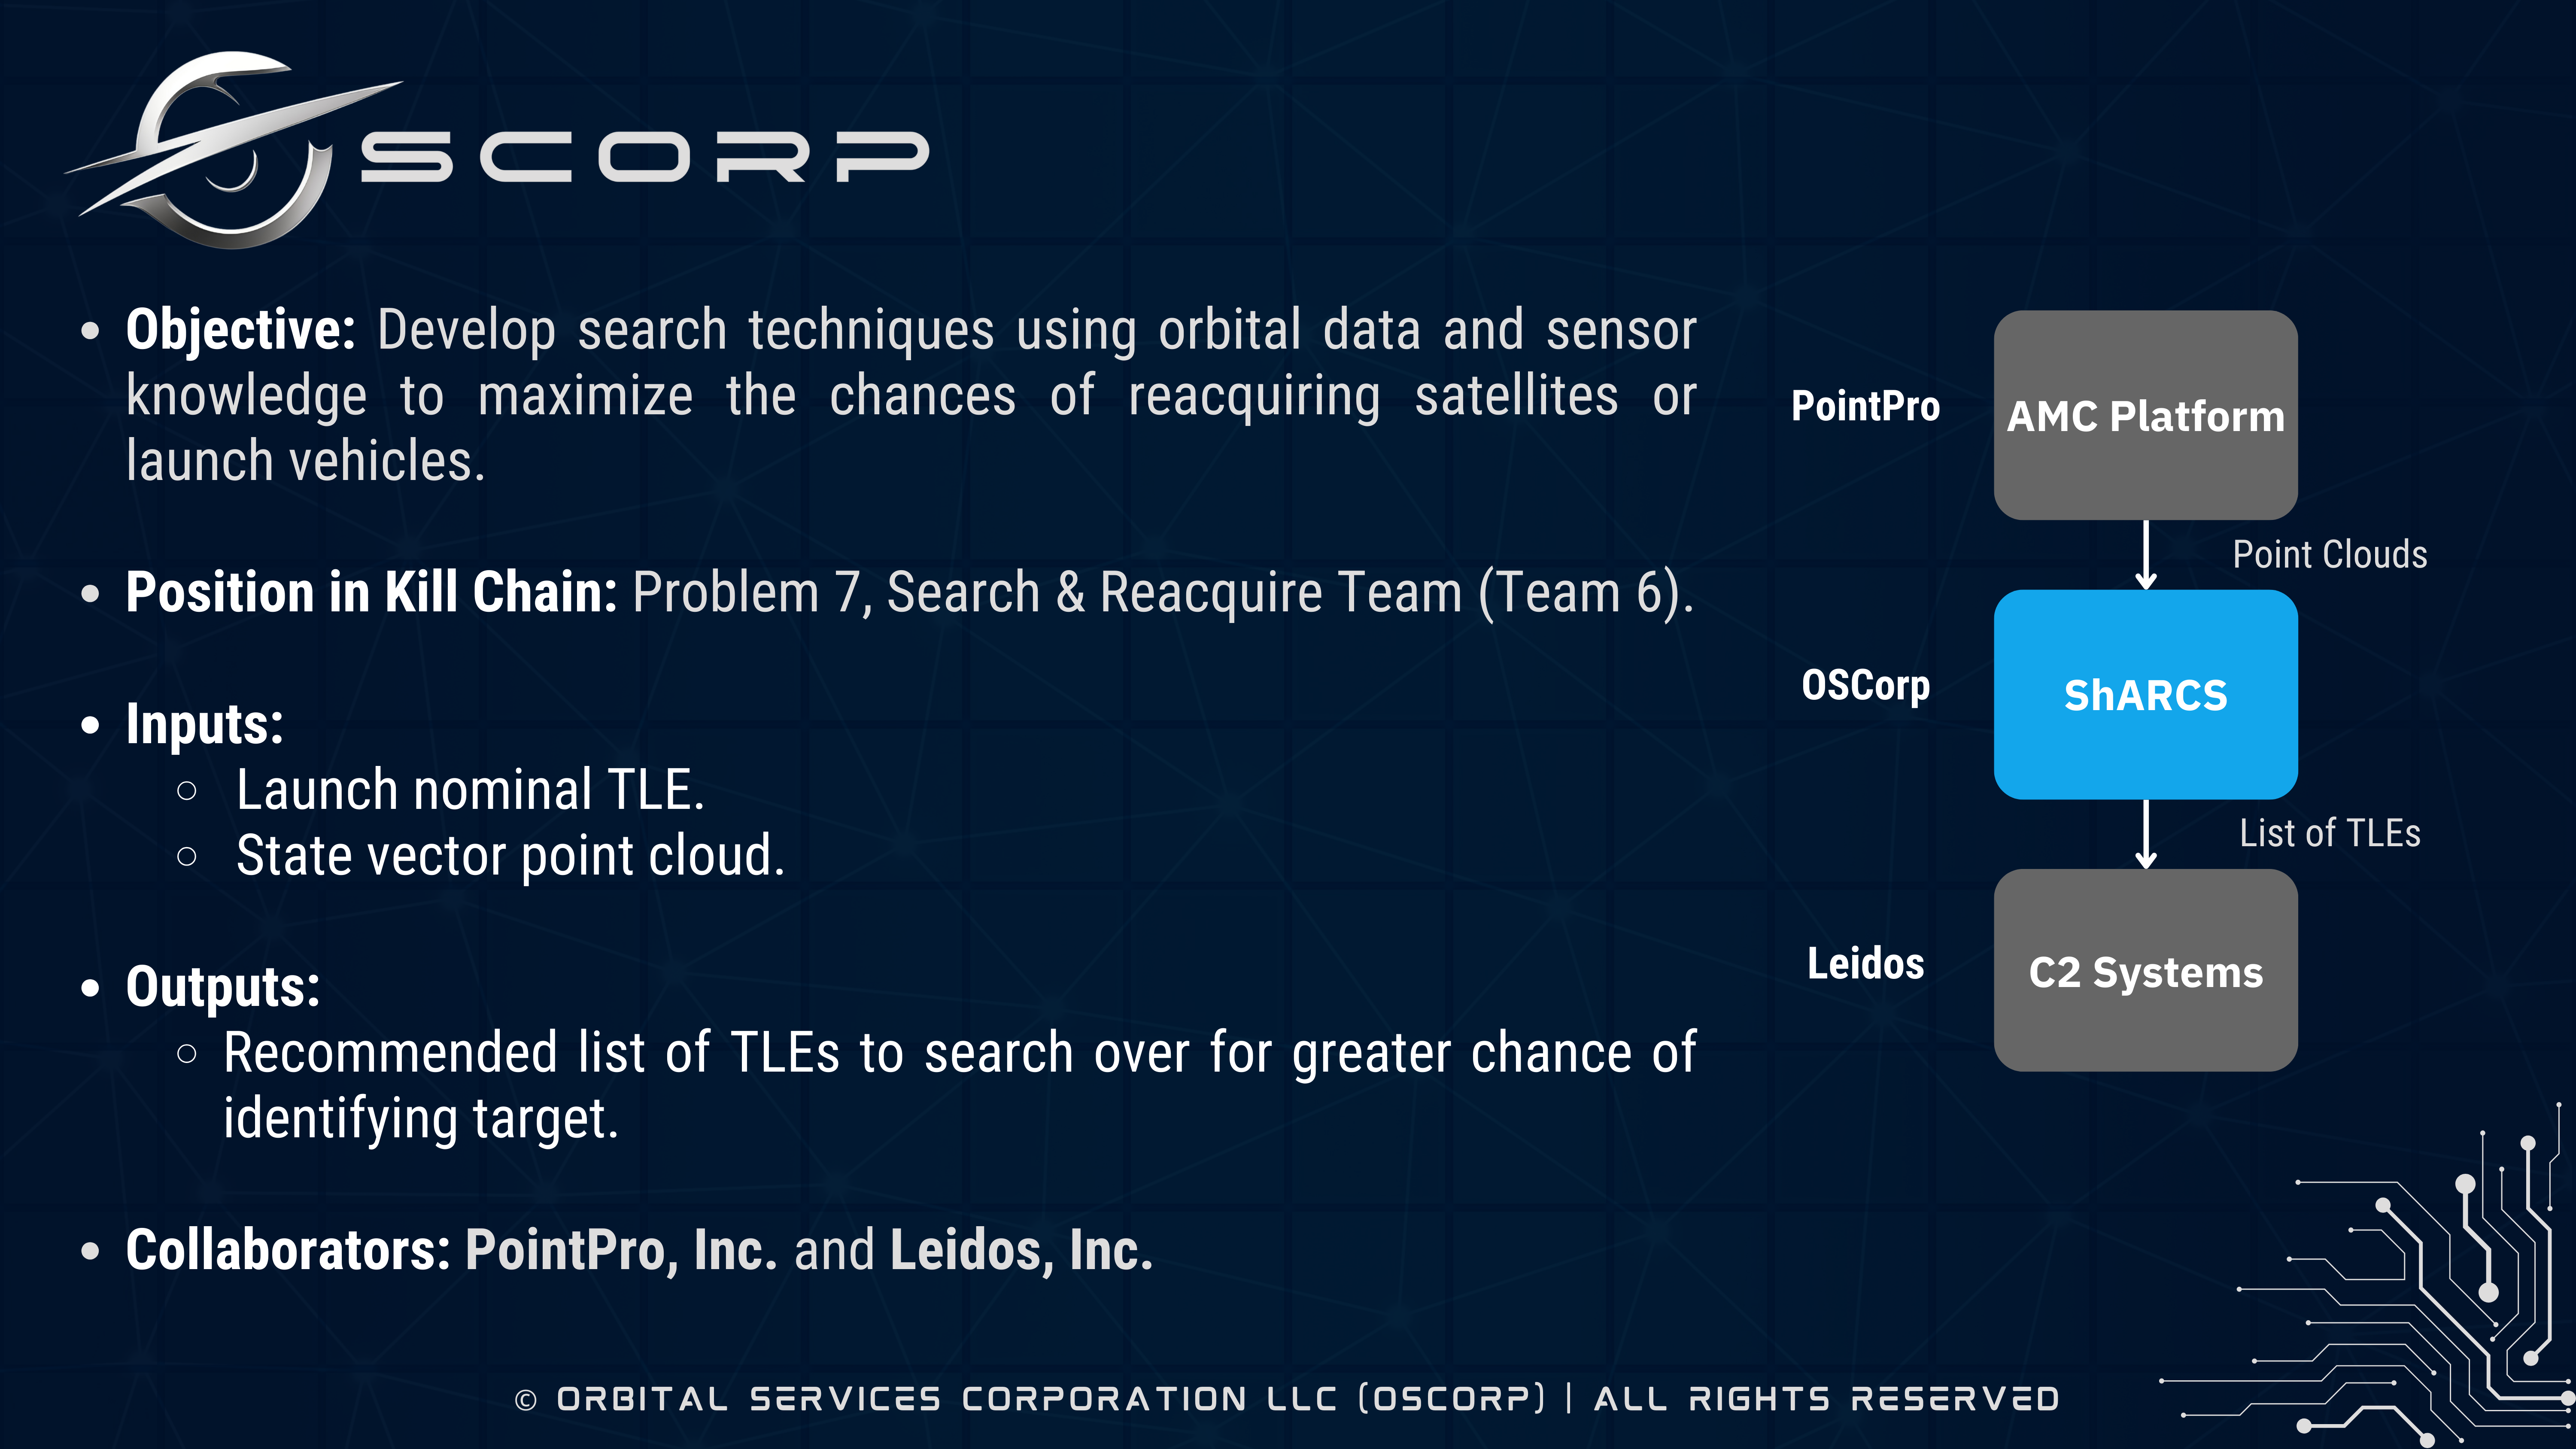 SCORP
• Objective: Develop search techniques using orbital data and sensor
knowledge to maximize the chances of reacquiring satellites or
launch vehicles.
• Position in Kill Chain: Problem 7, Search & Reacquire Team (Team 6).
• Inputs:
○ Launch nominal TLE.
○ State vector point cloud.
• Outputs:
○ Recommended list of TLEs to search over for greater chance of
identifying target.
• Collaborators: PointPro, Inc. and Leidos, Inc.
PointPro
AMC Platform
Point Clouds
OSCorp
ShARCS
List of TLEs
Leidos
C2 Systems
© ORBITAL SERVICES CORPORATION LLC (OSCORP) | ALL RIGHTS RESERVED